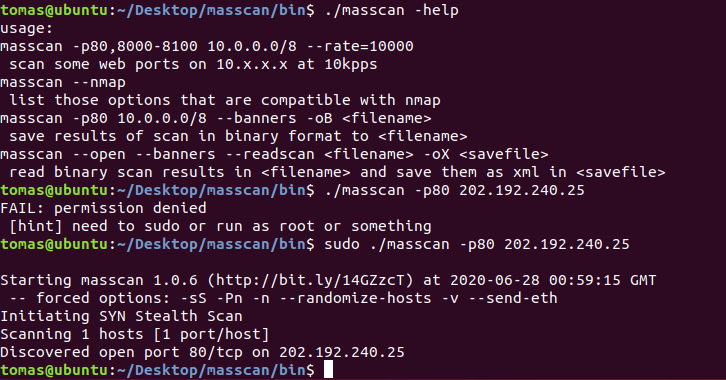 tomas@ubuntu:~/Desktop/masscan/bin$ ./masscan -help
usage:
masscan -p80,8000-8100 10.0.0.0/8 --rate=10000
 scan some web ports on 10.x.x.x at 10kpps
masscan --nmap
 list those options that are compatible with nmap
masscan -p80 10.0.0.0/8 --banners -oB <filename>
 save results of scan in binary format to <filename>
masscan --open --banners --readscan <filename> -oX <savefile>
 read binary scan results in <filename> and save them as xml in <savefile>
tomas@ubuntu:~/Desktop/masscan/bin$ ./masscan -p80 202.192.240.25
FAIL: permission denied
 [hint] need to sudo or run as root or something
tomas@ubuntu:~/Desktop/masscan/bin$ sudo ./masscan -p80 202.192.240.25

Starting masscan 1.0.6 (http://bit.ly/14GZzcT) at 2020-06-28 00:59:15 GMT
 -- forced options: -sS -Pn -n --randomize-hosts -v --send-eth
Initiating SYN Stealth Scan
Scanning 1 hosts [1 port/host]
Discovered open port 80/tcp on 202.192.240.25
tomas@ubuntu:~/Desktop/masscan/bin$